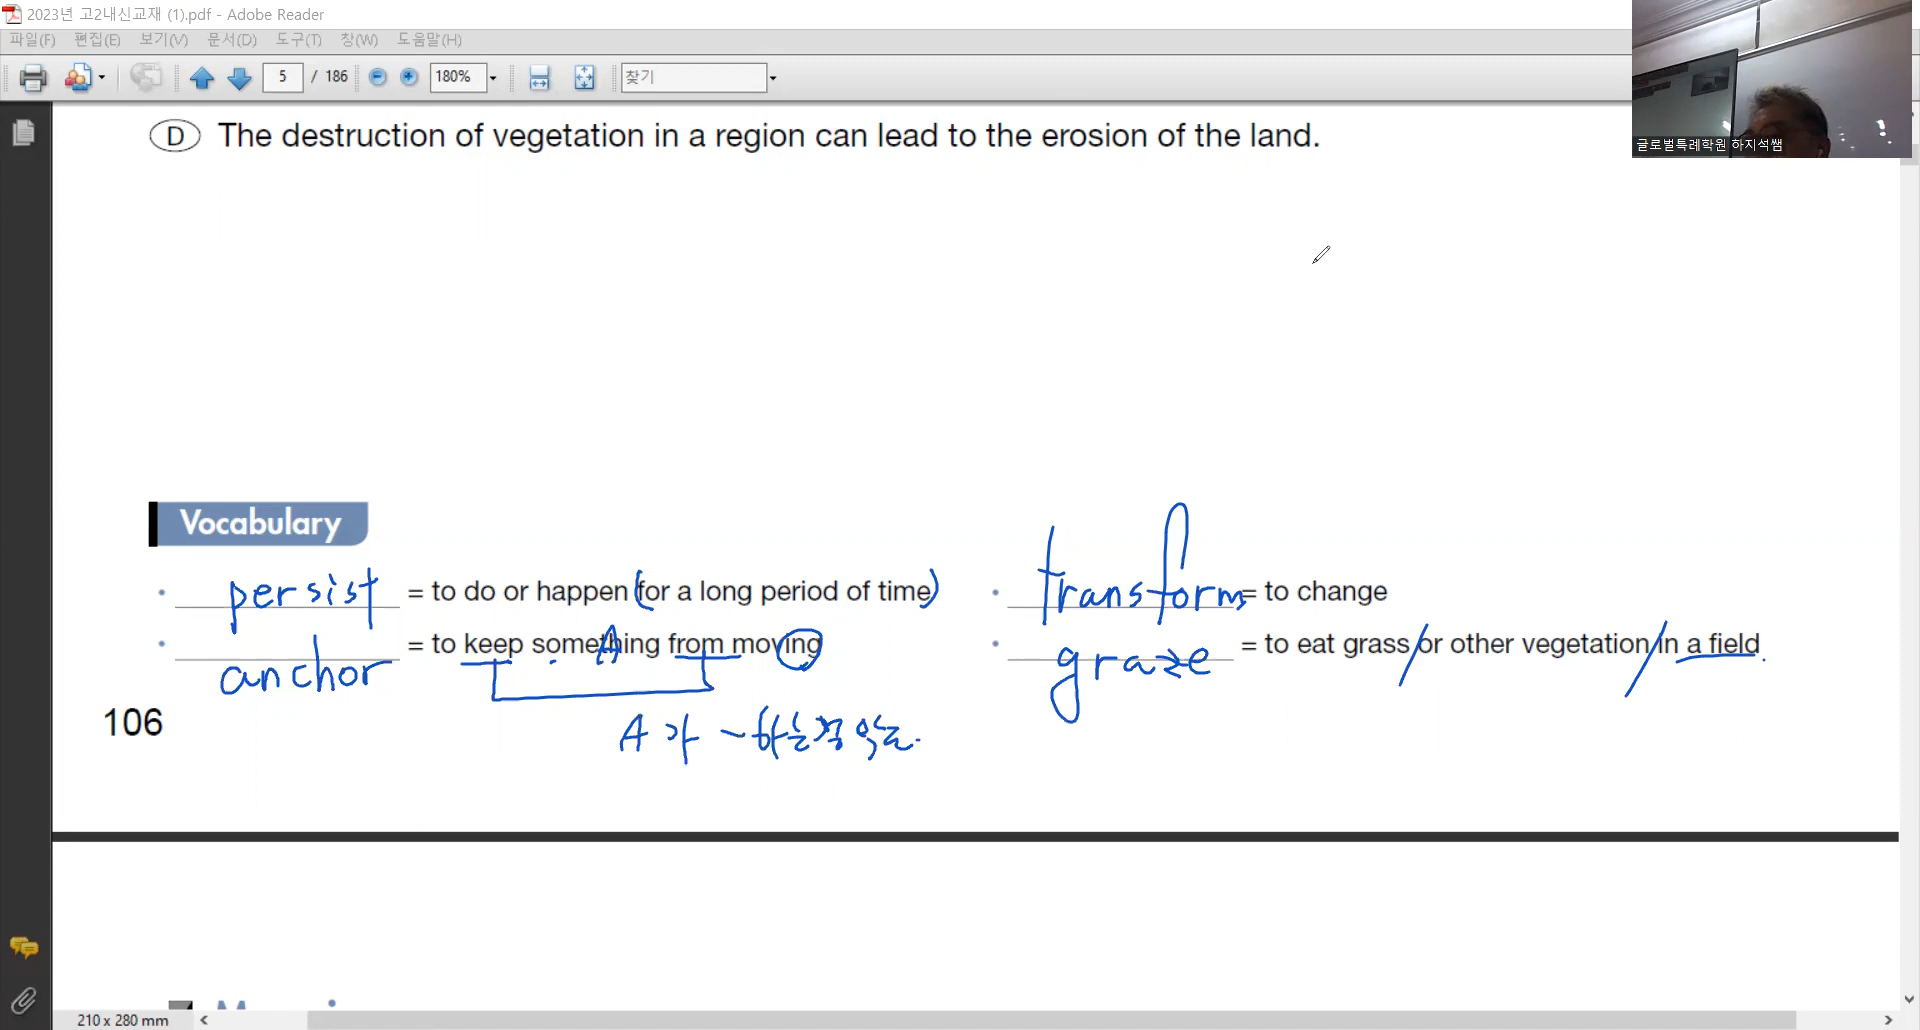 2023년 고2내신교재 (1).pdf - Adobe Reader
파일(F) 편집(E) 보기(V) 문서(D) 도구(T) 창(W) 도움말(H)
5 / 186 180% 찾기
글로벌특례학원 하지석쌤
D The destruction of vegetation in a region can lead to the erosion of the land.
Vocabulary
• persist = to do or happen (for a long period of time)
• transform = to change
• anchor = to keep something from moving
A
• graze = to eat grass / or other vegetation / in a field.
A가 ~하는걸 막는
106
210 x 280 mm